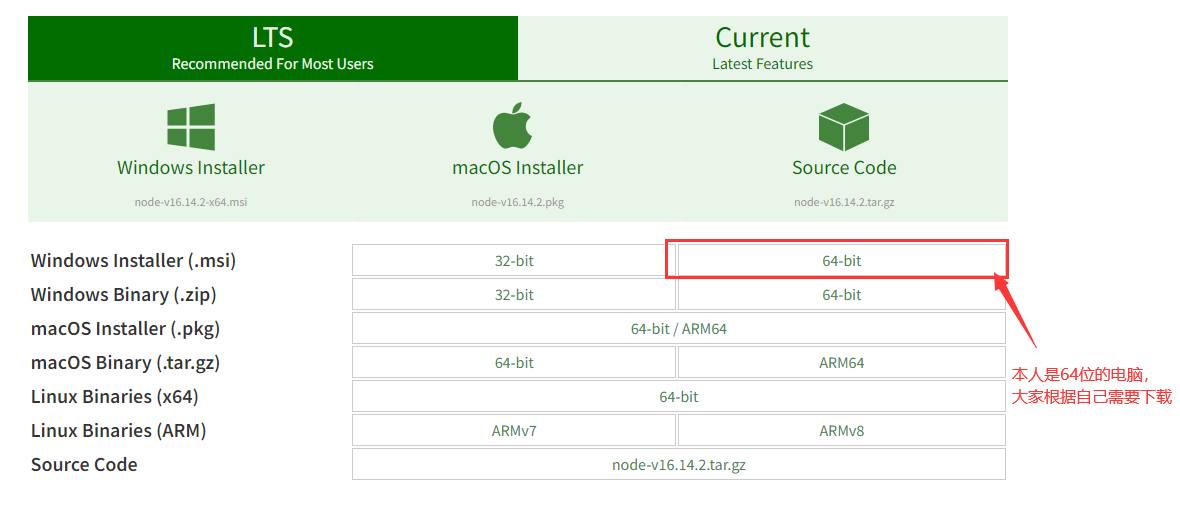 LTS
Recommended For Most Users
Current
Latest Features
Windows Installer
node-v16.14.2-x64.msi
macOS Installer
node-v16.14.2.pkg
Source Code
node-v16.14.2.tar.gz
Windows Installer (.msi) 32-bit 64-bit
Windows Binary (.zip) 32-bit 64-bit
macOS Installer (.pkg) 64-bit / ARM64
macOS Binary (.tar.gz) 64-bit ARM64
Linux Binaries (x64) 64-bit
Linux Binaries (ARM) ARMv7 ARMv8
Source Code node-v16.14.2.tar.gz
本人是64位的电脑，
大家根据自己需要下载